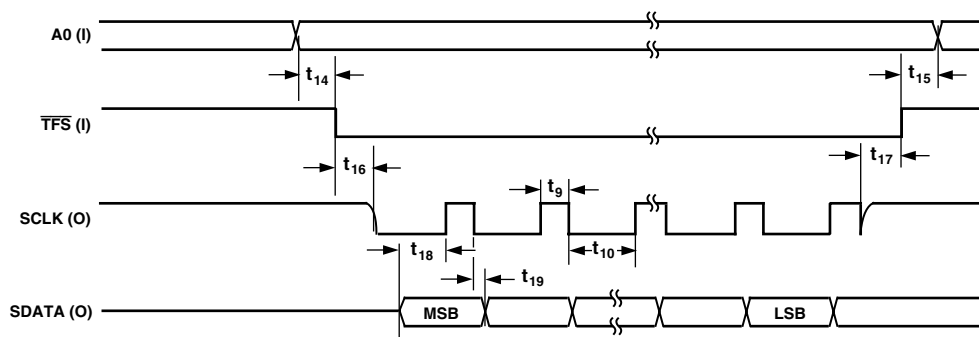 A0 (I)
t14
t15
TFS (I)
t16
t17
t9
SCLK (O)
t18
t10
t19
SDATA (O)
MSB
LSB